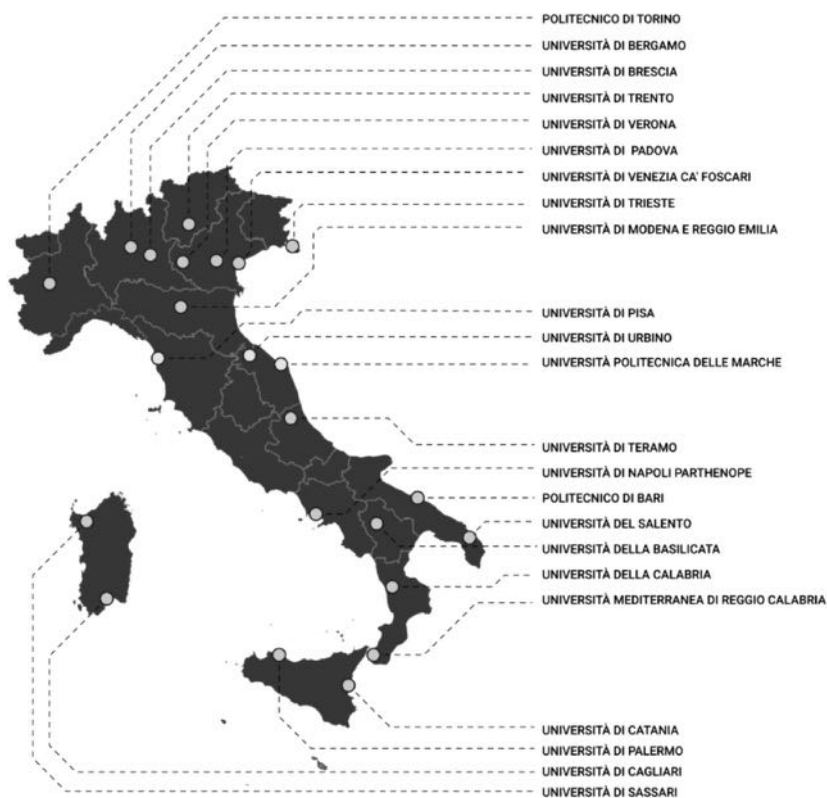 POLITECNICO DI TORINO
UNIVERSITÀ DI BERGAMO
UNIVERSITÀ DI BRESCIA
UNIVERSITÀ DI TRENTO
UNIVERSITÀ DI VERONA
UNIVERSITÀ DI PADOVA
UNIVERSITÀ DI VENEZIA CA' FOSCARI
UNIVERSITÀ DI TRIESTE
UNIVERSITÀ DI MODENA E REGGIO EMILIA
UNIVERSITÀ DI PISA
UNIVERSITÀ DI URBINO
UNIVERSITÀ POLITECNICA DELLE MARCHE
UNIVERSITÀ DI TERAMO
UNIVERSITÀ DI NAPOLI PARTHENOPE
POLITECNICO DI BARI
UNIVERSITÀ DEL SALENTO
UNIVERSITÀ DELLA BASILICATA
UNIVERSITÀ DELLA CALABRIA
UNIVERSITÀ MEDITERRANEA DI REGGIO CALABRIA
UNIVERSITÀ DI CATANIA
UNIVERSITÀ DI PALERMO
UNIVERSITÀ DI CAGLIARI
UNIVERSITÀ DI SASSARI